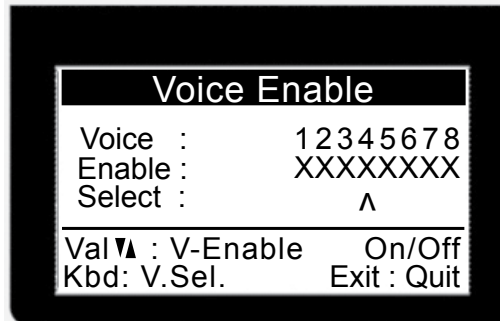 Voice Enable
Voice : 12345678
Enable : XXXXXXXX
Select : ʌ
Val▼▲ : V-Enable On/Off
Kbd: V.Sel. Exit : Quit